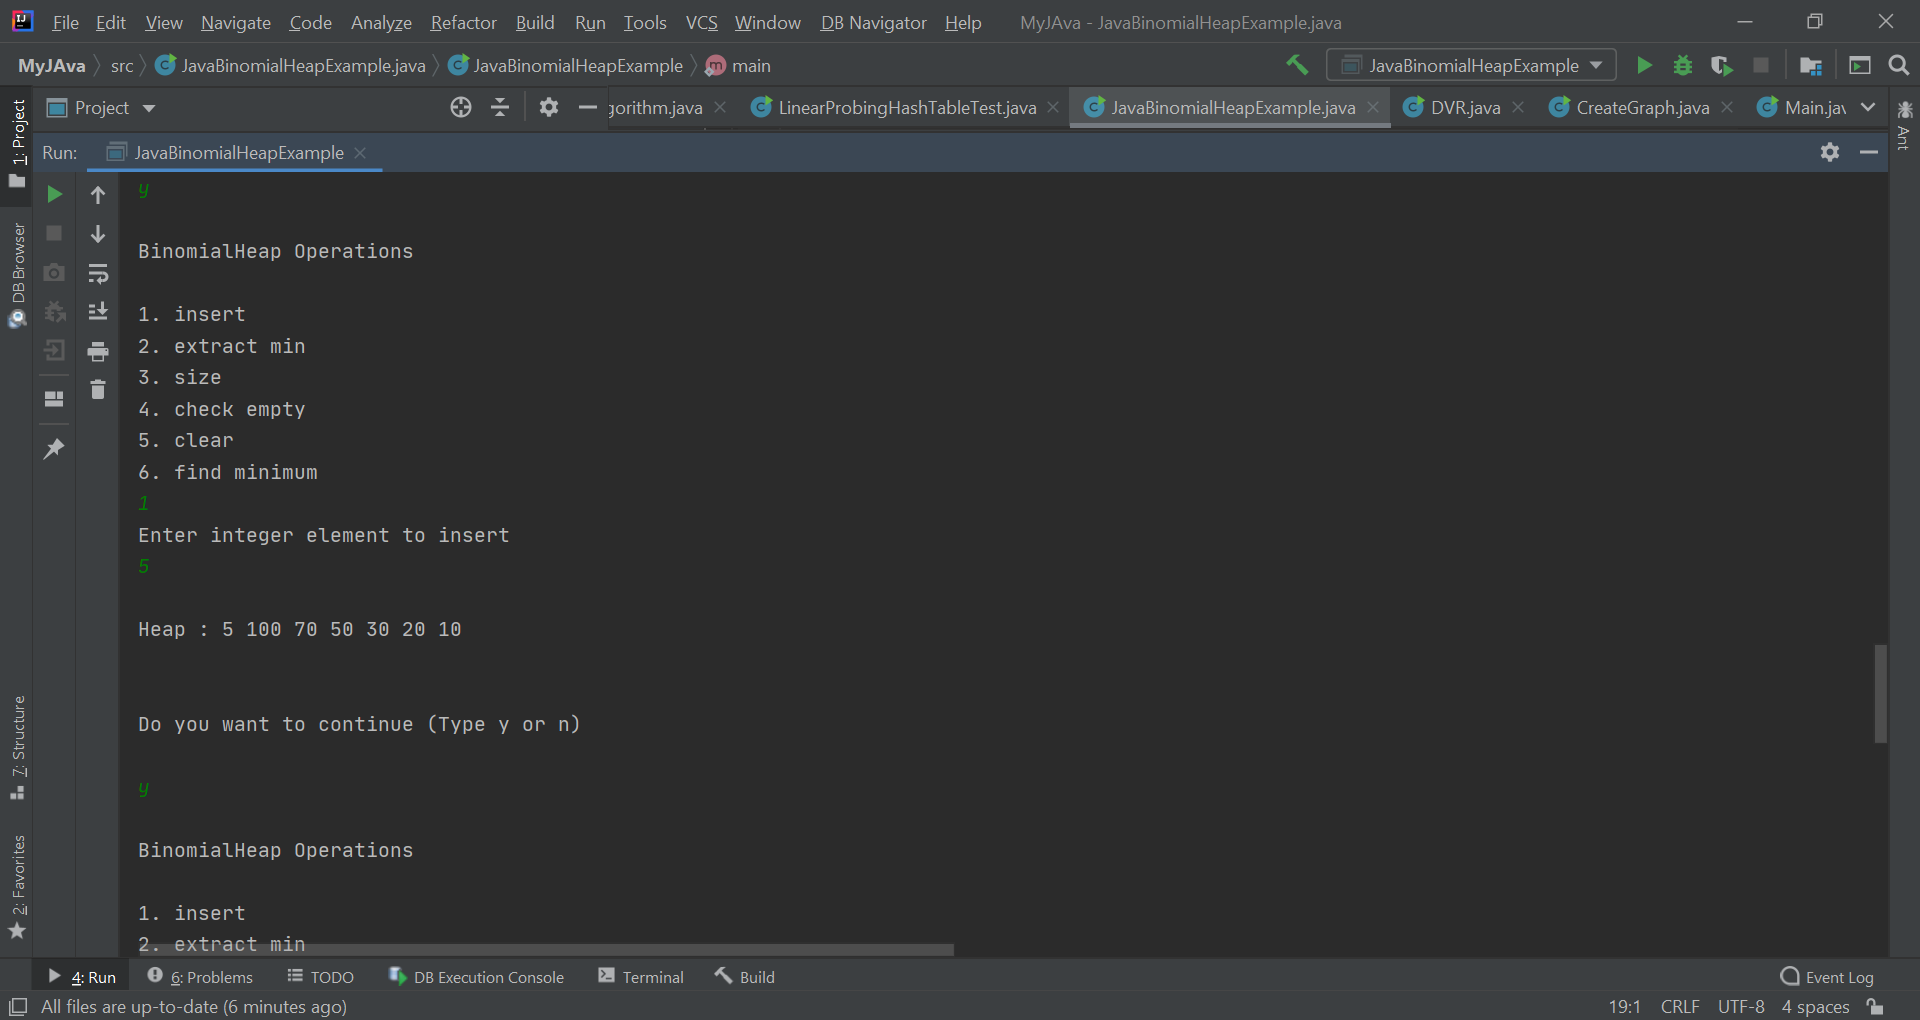 File Edit View Navigate Code Analyze Refactor Build Run Tools VCS Window DB Navigator Help MyJAva - JavaBinomialHeapExample.java
MyJAva src JavaBinomialHeapExample.java JavaBinomialHeapExample main JavaBinomialHeapExample
1: Project
Project gorithm.java LinearProbingHashTableTest.java JavaBinomialHeapExample.java DVR.java CreateGraph.java Main.jav
Ant
Run: JavaBinomialHeapExample
y
DB Browser
BinomialHeap Operations
1. insert
2. extract min
3. size
4. check empty
5. clear
6. find minimum
1
Enter integer element to insert
5
Heap : 5 100 70 50 30 20 10
Do you want to continue (Type y or n)
7: Structure
y
2: Favorites
BinomialHeap Operations
1. insert
2. extract min
4: Run 6: Problems TODO DB Execution Console Terminal Build Event Log
All files are up-to-date (6 minutes ago) 19:1 CRLF UTF-8 4 spaces